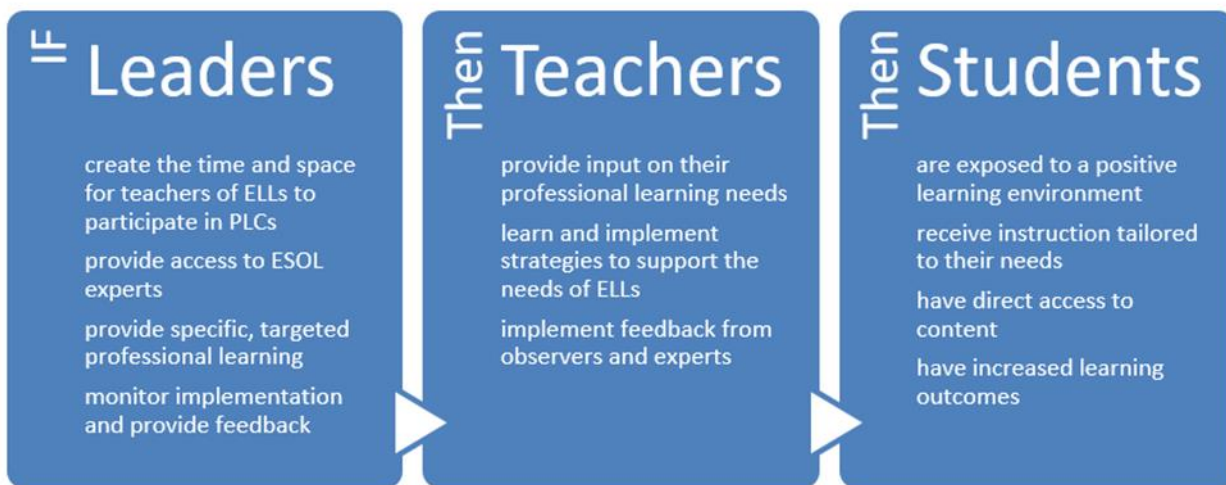 IF Leaders
create the time and space
for teachers of ELLs to
participate in PLCs
provide access to ESOL
experts
provide specific, targeted
professional learning
monitor implementation
and provide feedback
Then Teachers
provide input on their
professional learning needs
learn and implement
strategies to support the
needs of ELLs
implement feedback from
observers and experts
Then Students
are exposed to a positive
learning environment
receive instruction tailored
to their needs
have direct access to
content
have increased learning
outcomes